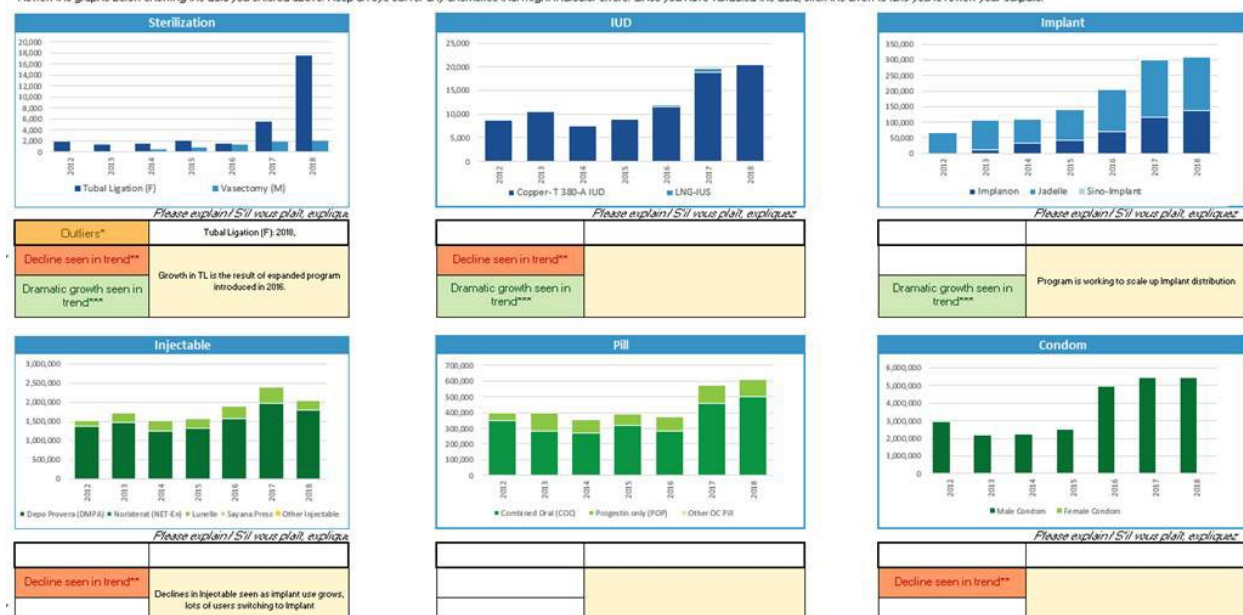 Sterilization
20,000
18,000
16,000
14,000
12,000
10,000
8,000
6,000
4,000
2,000
0
2012
2013
2014
2015
2016
2017
2018
Tubal Ligation (F) Vasectomy (M)
Please explain / S'il vous plaît, expliqu
Outliers* Tubal Ligation (F): 2018,
Decline seen in trend**
Growth in TL is the result of expanded program
introduced in 2016.
Dramatic growth seen in
trend***
IUD
25,000
20,000
15,000
10,000
5,000
0
2012
2013
2014
2015
2016
2017
2018
Copper- T 380-A IUD LNG-IUS
Please explain / S'il vous plaît, expliquez
Decline seen in trend**
Dramatic growth seen in
trend***
Implant
350,000
300,000
250,000
200,000
150,000
100,000
50,000
0
2012
2013
2014
2015
2016
2017
2018
Implanon Jadelle Sino-Implant
Please explain / S'il vous plaît, expliquez
Program is working to scale up Implant distribution
Dramatic growth seen in
trend***
Injectable
3,000,000
2,500,000
2,000,000
1,500,000
1,000,000
500,000
0
2012
2013
2014
2015
2016
2017
2018
Depo Provera (DMPA) Noristerat (NET-En) Lunelle Sayana Press Other Injectable
Please explain / S'il vous plaît, expliqu
Decline seen in trend**
Declines in Injectable seen as implant use grows,
lots of users switching to Implant
Pill
700,000
600,000
500,000
400,000
300,000
200,000
100,000
0
2012
2013
2014
2015
2016
2017
2018
Combined Oral (COC) Progestin only (POP) Other OC Pill
Condom
6,000,000
5,000,000
4,000,000
3,000,000
2,000,000
1,000,000
0
2012
2013
2014
2015
2016
2017
2018
Male Condom Female Condom
Please explain / S'il vous plaît, expliquez
Decline seen in trend**